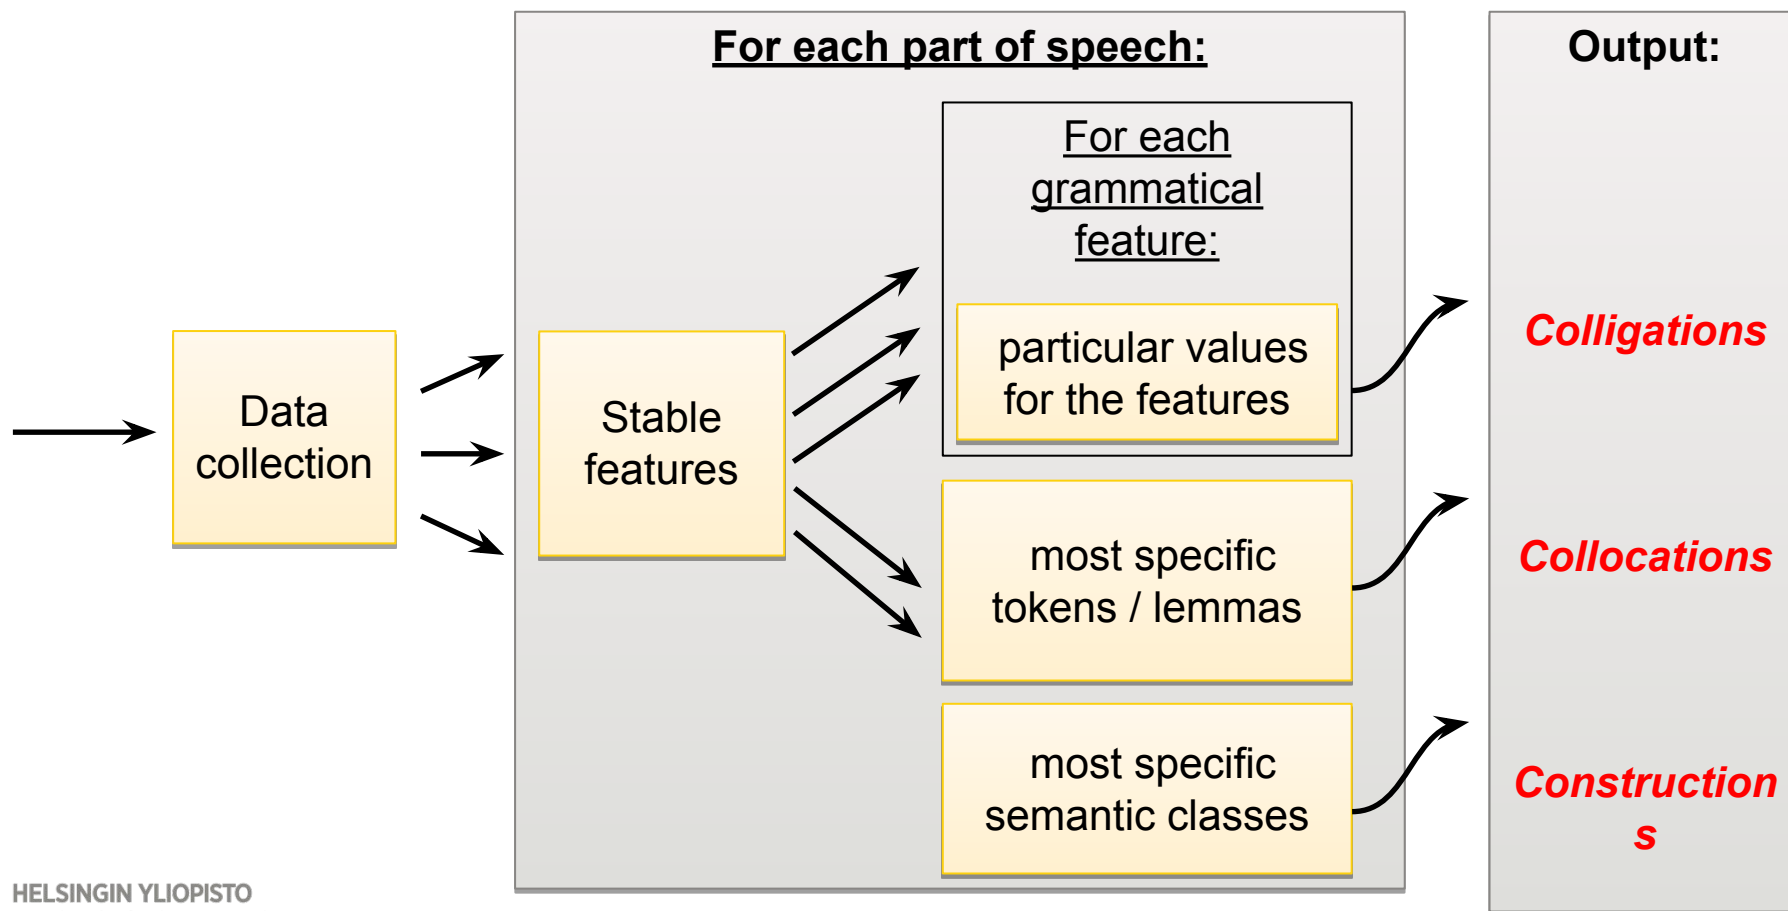 For each part of speech:
Output:
For each
grammatical
feature:
particular values
for the features
Colligations
Data
collection
Stable
features
most specific
tokens / lemmas
Collocations
most specific
semantic classes
Construction
s
HELSINGIN YLIOPISTO